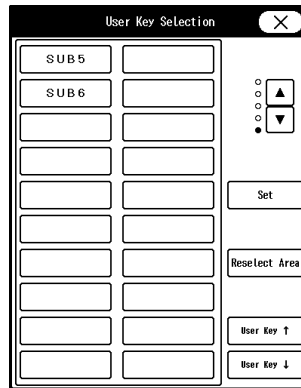 User Key Selection
SUB5
SUB6
Set
Reselect Area
User Key ↑
User Key ↓